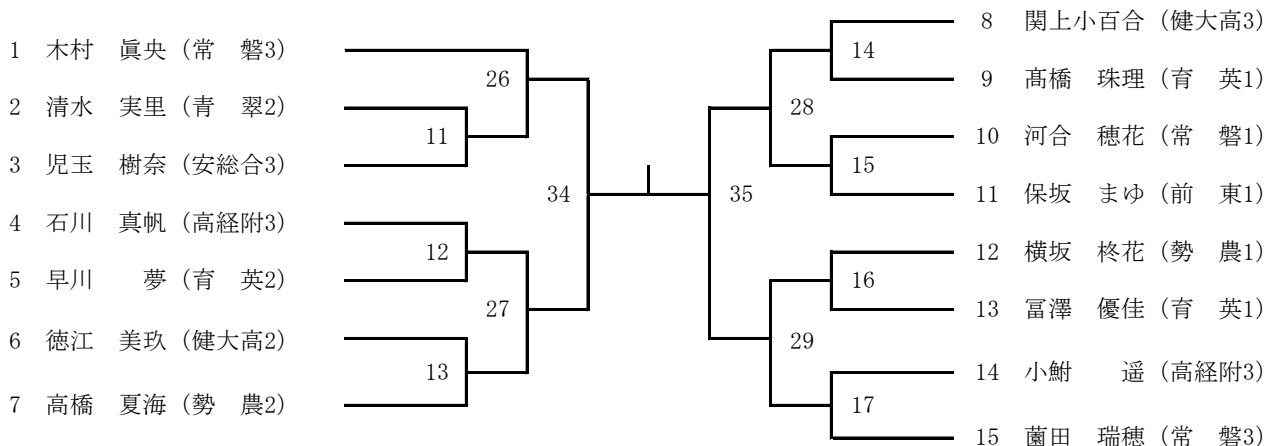 1 木村 眞央 (常 磐3)
2 清水 実里 (青 翠2)
3 児玉 樹奈 (安総合3)
4 石川 真帆 (高経附3)
5 早川 夢 (育 英2)
6 徳江 美玖 (健大高2)
7 高橋 夏海 (勢 農2)
26
11
34
12
27
13
8 関上小百合 (健大高3)
14
9 髙橋 珠理 (育 英1)
28
10 河合 穂花 (常 磐1)
15
11 保坂 まゆ (前 東1)
35
12 横坂 柊花 (勢 農1)
16
13 冨澤 優佳 (育 英1)
29
14 小鮒 遥 (高経附3)
17
15 薗田 瑞穂 (常 磐3)